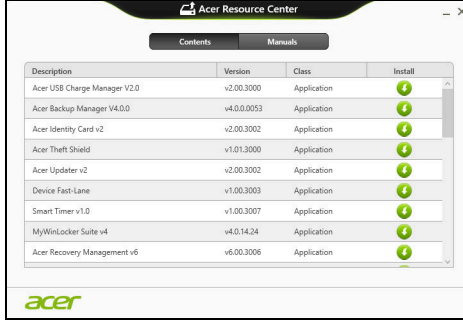 Acer Resource Center
Contents Manuals
Description Version Class Install
Acer USB Charge Manager V2.0 v2.00.3000 Application
Acer Backup Manager V4.0.0 v4.0.0.0053 Application
Acer Identity Card v2 v2.00.3002 Application
Acer Theft Shield v1.01.3000 Application
Acer Updater v2 v2.00.3002 Application
Device Fast-Lane v1.00.3003 Application
Smart Timer v1.0 v1.00.3007 Application
MyWinLocker Suite v4 v4.0.14.24 Application
Acer Recovery Management v6 v6.00.3006 Application
acer